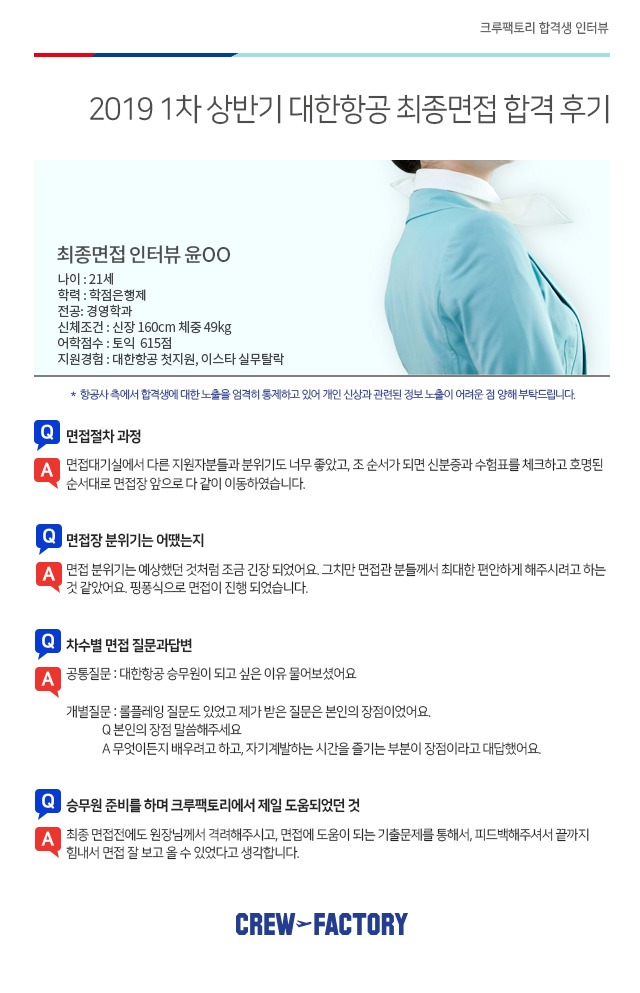 크루팩토리 합격생 인터뷰
2019 1차 상반기 대한항공 최종면접 합격 후기
최종면접 인터뷰 윤OO
나이 : 21세
학력 : 학점은행제
전공: 경영학과
신체조건 : 신장 160cm 체중 49kg
어학점수 : 토익 615점
지원경험 : 대한항공 첫지원, 이스타 실무탈락
* 항공사 측에서 합격생에 대한 노출을 엄격히 통제하고 있어 개인 신상과 관련된 정보 노출이 어려운 점 양해 부탁드립니다.
Q 면접절차 과정
A 면접대기실에서 다른 지원자분들과 분위기도 너무 좋았고, 조 순서가 되면 신분증과 수험표를 체크하고 호명된
순서대로 면접장 앞으로 다 같이 이동하였습니다.
Q 면접장 분위기는 어땠는지
A 면접 분위기는 예상했던 것처럼 조금 긴장 되었어요. 그치만 면접관 분들께서 최대한 편안하게 해주시려고 하는
것 같았어요. 핑퐁식으로 면접이 진행 되었습니다.
Q 차수별 면접 질문과답변
A 공통질문 : 대한항공 승무원이 되고 싶은 이유 물어보셨어요
개별질문 : 롤플레잉 질문도 있었고 제가 받은 질문은 본인의 장점이었어요.
Q 본인의 장점 말씀해주세요
A 무엇이든지 배우려고 하고, 자기계발하는 시간을 즐기는 부분이 장점이라고 대답했어요.
Q 승무원 준비를 하며 크루팩토리에서 제일 도움되었던 것
A 최종 면접전에도 원장님께서 격려해주시고, 면접에 도움이 되는 기출문제를 통해서, 피드백해주셔서 끝까지
힘내서 면접 잘 보고 올 수 있었다고 생각합니다.
CREW FACTORY